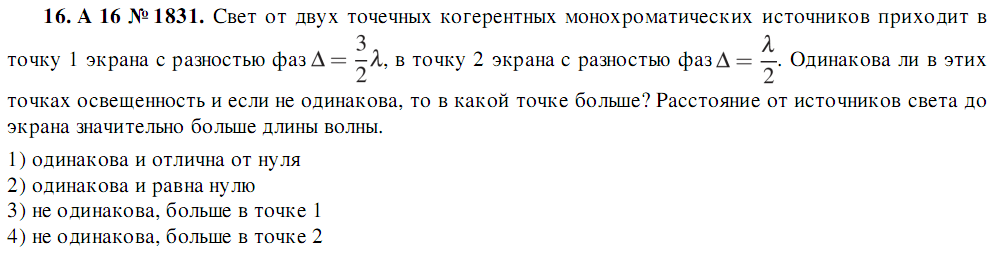 16. А 16 № 1831. Свет от двух точечных когерентных монохроматических источников приходит в
точку 1 экрана с разностью фаз Δ = 3/2 λ, в точку 2 экрана с разностью фаз Δ = λ/2. Одинакова ли в этих
точках освещенность и если не одинакова, то в какой точке больше? Расстояние от источников света до
экрана значительно больше длины волны.
1) одинакова и отлична от нуля
2) одинакова и равна нулю
3) не одинакова, больше в точке 1
4) не одинакова, больше в точке 2